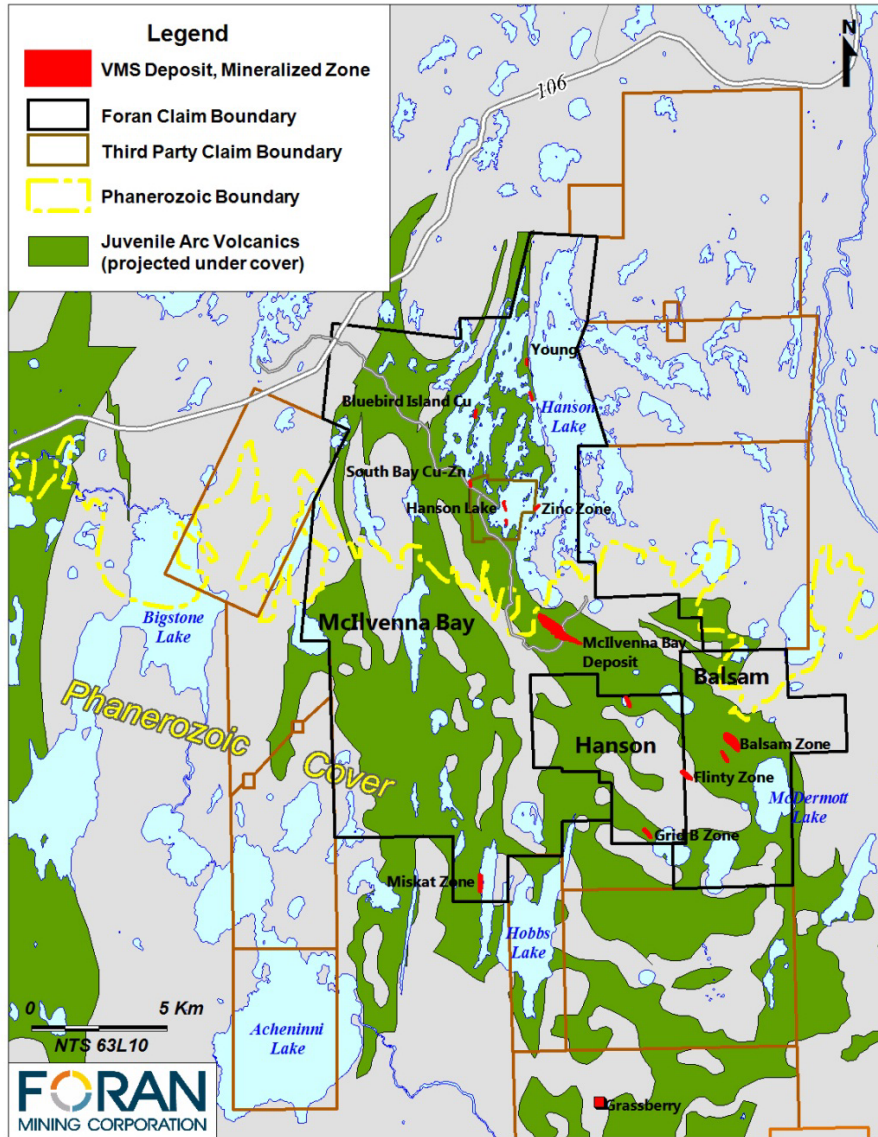 Legend
VMS Deposit, Mineralized Zone
Foran Claim Boundary
Third Party Claim Boundary
Phanerozoic Boundary
Juvenile Arc Volcanics
(projected under cover)
N
106
Young
Bluebird Island Cu
Hanson
Lake
South Bay Cu-Zn
Hanson Lake
Zinc Zone
Bigstone
Lake
McIlvenna Bay
McIlvenna Bay
Deposit
Balsam
Phanerozoic
Cover
Hanson
Balsam Zone
Flinty Zone
McDermott
Lake
Grid B Zone
Miskat Zone
Hobbs
Lake
0 5 Km
NTS 63L10
Acheninni
Lake
FORAN
MINING CORPORATION
Grassberry